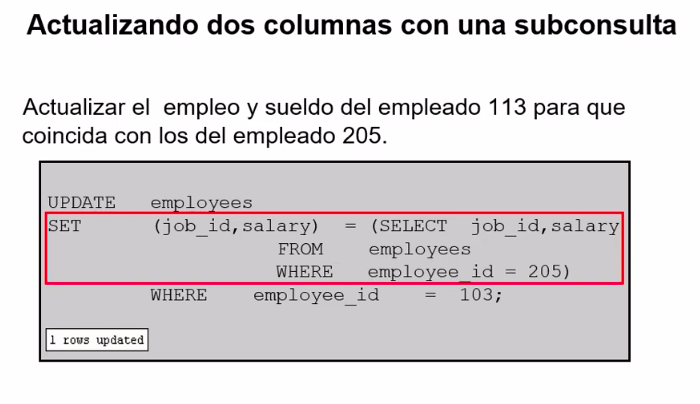 Actualizando dos columnas con una subconsulta
Actualizar el empleo y sueldo del empleado 113 para que
coincida con los del empleado 205.
UPDATE employees
SET (job_id,salary) = (SELECT job_id,salary
FROM employees
WHERE employee_id = 205)
WHERE employee_id = 103;
1 rows updated